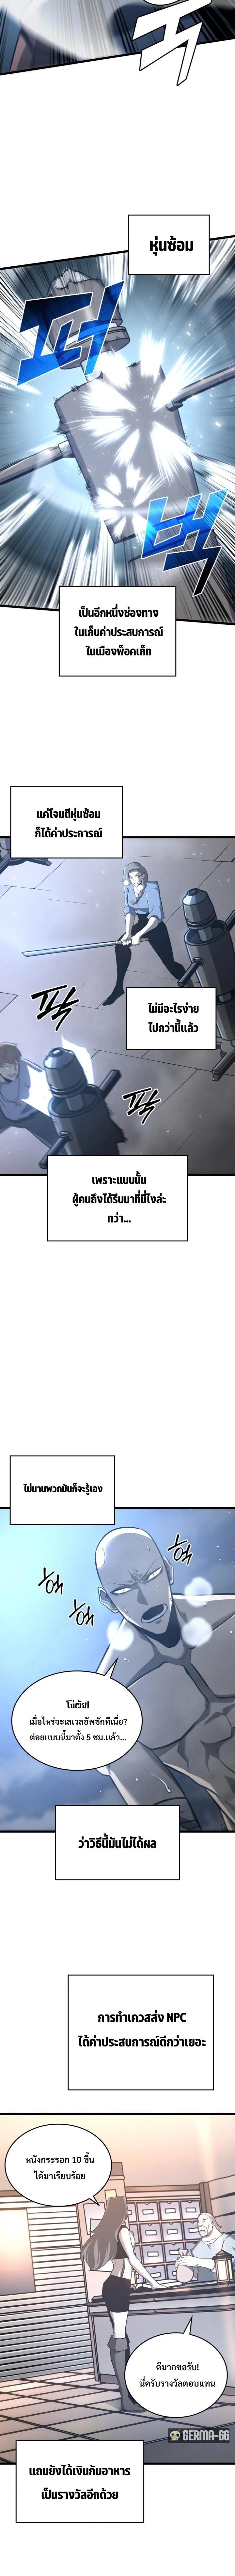 หุ่นซ้อม
퍼
벅
เป็นอีกหนึ่งช่องทาง
ในเก็บค่าประสบการณ์
ในเมืองพ็อคเก็ท
แค่โจมตีหุ่นซ้อม
ก็ได้ค่าประการณ์
ไม่มีอะไรง่าย
ไปกว่านี้แล้ว
퍽
퍽
เพราะแบบนั้น
ผู้คนถึงได้รีบมาที่นี่ไงล่ะ
ทว่า...
ไม่นานพวกมันก็จะรู้เอง
헉
헉
헉
โก่เว้ย!
เมื่อไหร่จะเลเวลอัพซักทีเนี่ย?
ต่อยแบบนี้มาตั้ง 5 ชม.แล้ว...
ว่าวิธีนี้มันไม่ได้ผล
การทำเควสส่ง NPC
ได้ค่าประสบการณ์ดีกว่าเยอะ
หนังกระรอก 10 ชิ้น
ได้มาเรียบร้อย
ดีมากขอรับ!
นี่ครับรางวัลตอบแทน
GERMA-66
แถมยังได้เงินกับอาหาร
เป็นรางวัลอีกด้วย